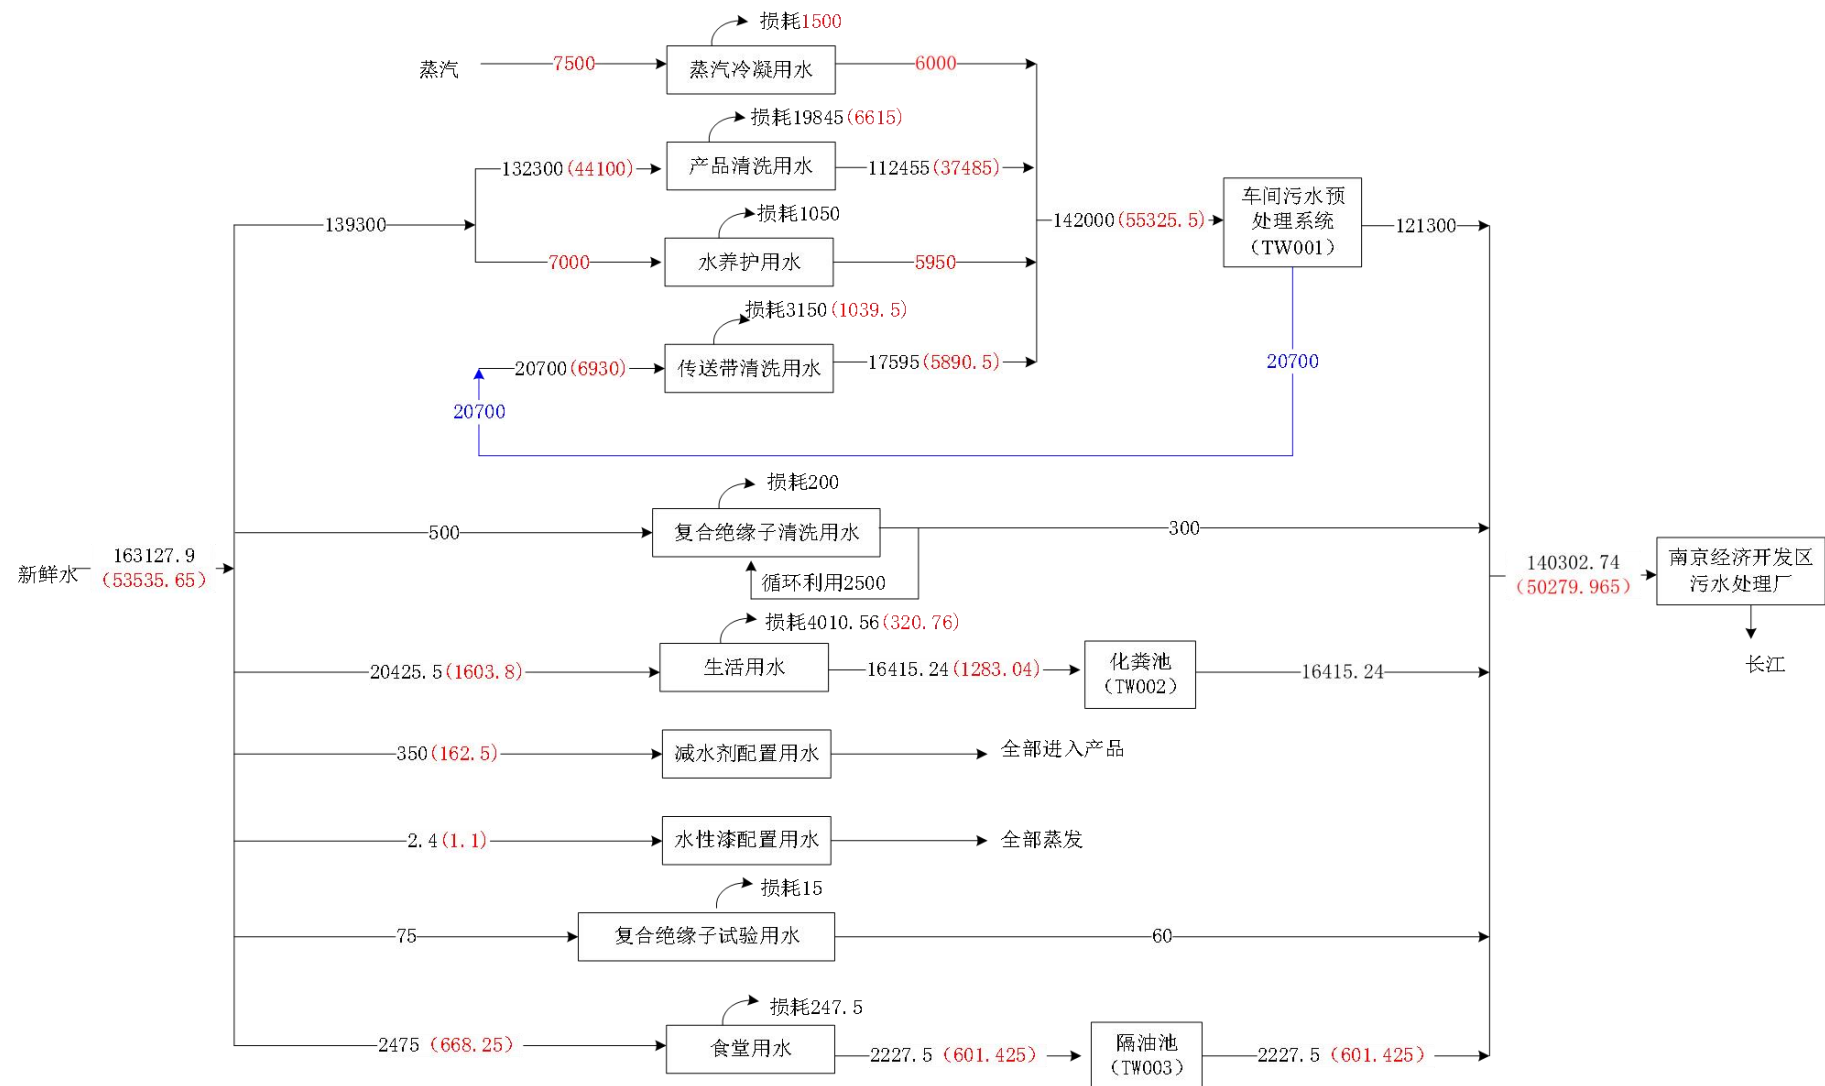 损耗1500
蒸汽
7500
蒸汽冷凝用水
6000
损耗19845(6615)
132300(44100)
产品清洗用水
112455(37485)
139300
损耗1050
7000
水养护用水
5950
142000(55325.5)
车间污水预
处理系统
(TW001)
121300
损耗3150(1039.5)
20700(6930)
传送带清洗用水
17595(5890.5)
20700
20700
损耗200
500
复合绝缘子清洗用水
300
循环利用2500
新鲜水
163127.9
(53535.65)
140302.74
(50279.965)
南京经济开发区
污水处理厂
长江
损耗4010.56(320.76)
20425.5(1603.8)
生活用水
16415.24(1283.04)
化粪池
(TW002)
16415.24
350(162.5)
减水剂配置用水
全部进入产品
2.4(1.1)
水性漆配置用水
全部蒸发
损耗15
75
复合绝缘子试验用水
60
损耗247.5
2475 (668.25)
食堂用水
2227.5 (601.425)
隔油池
(TW003)
2227.5 (601.425)